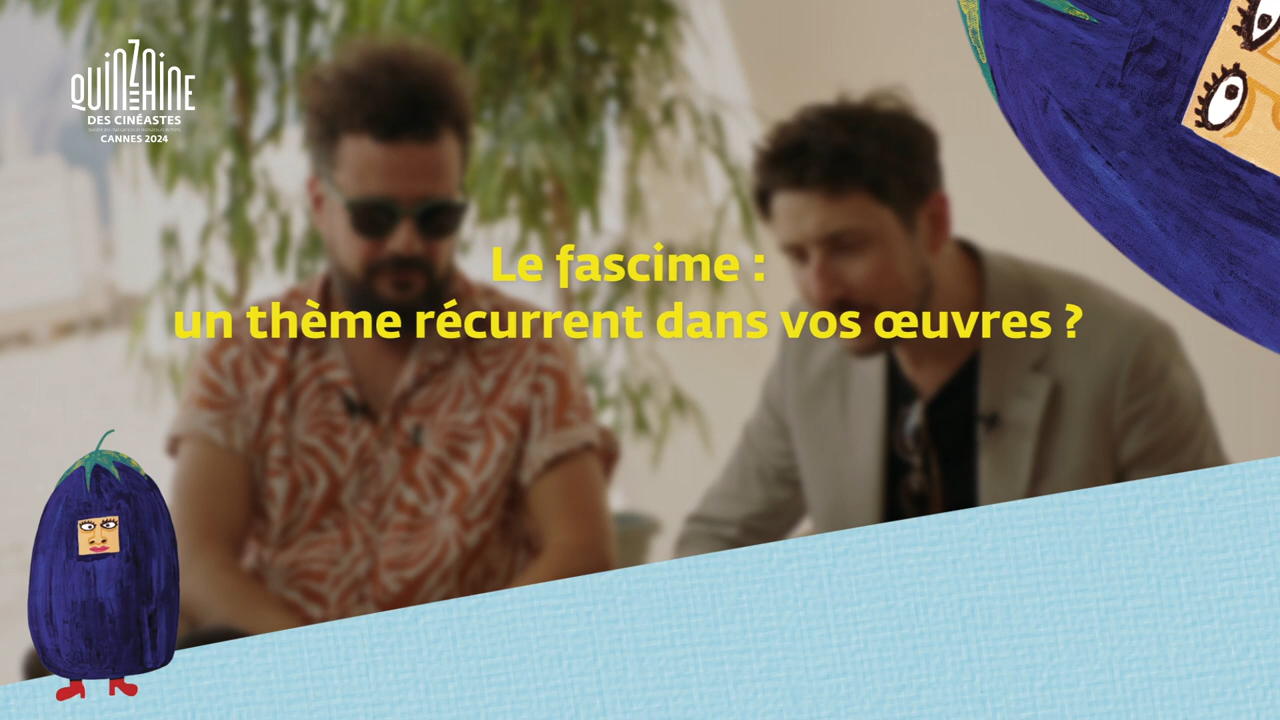 QUINZAINE
DES CINÉASTES
CANNES 2024
Le fascime :
un thème récurrent dans vos œuvres ?